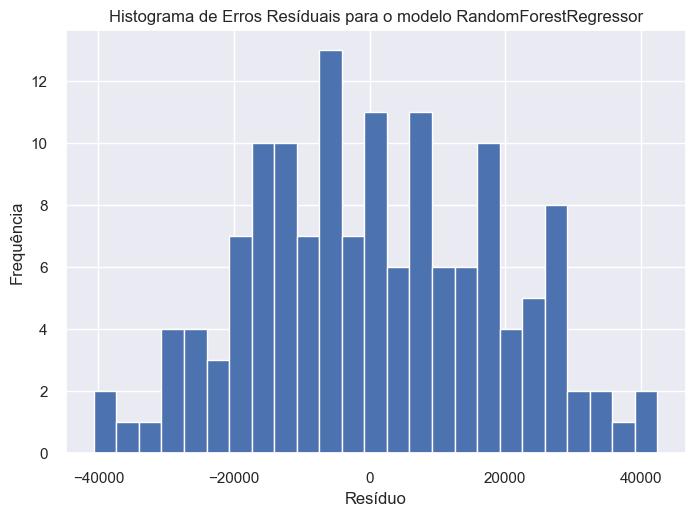 Histograma de Erros Resíduais para o modelo RandomForestRegressor
12
10
8
6
4
2
0
Frequência
−40000 −20000 0 20000 40000
Resíduo